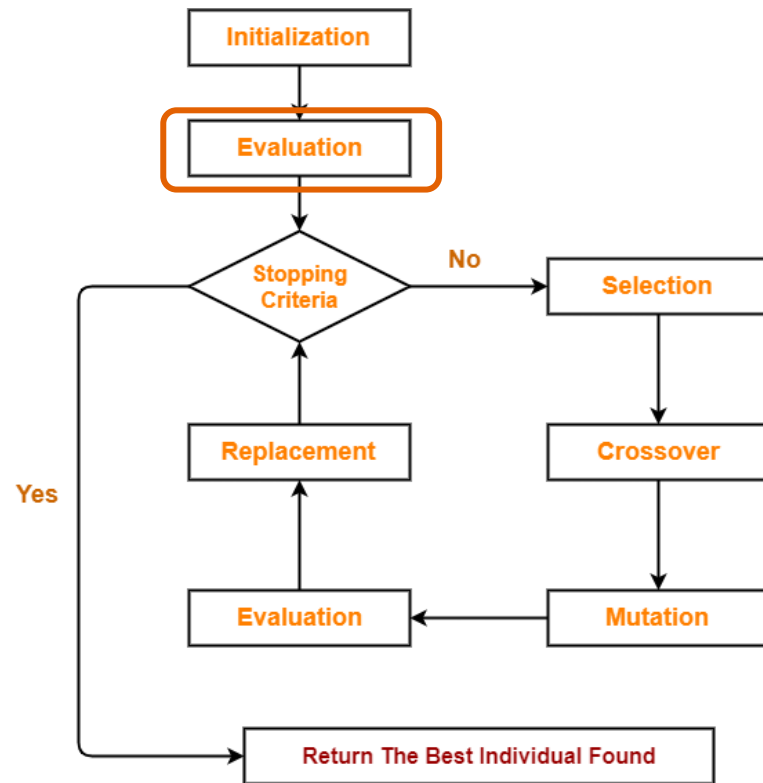 Initialization
Evaluation
Stopping
Criteria
No
Selection
Replacement
Crossover
Yes
Evaluation
Mutation
Return The Best Individual Found